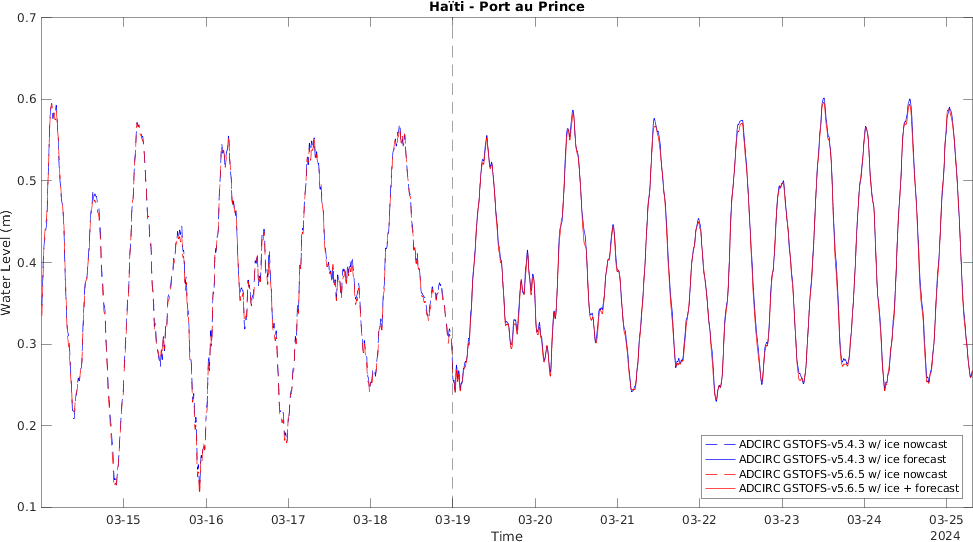 Haïti - Port au Prince
0.7
0.6
0.5
0.4
0.3
0.2
0.1
Water Level (m)
ADCIRC GSTOFS-v5.4.3 w/ ice nowcast
ADCIRC GSTOFS-v5.4.3 w/ ice forecast
ADCIRC GSTOFS-v5.6.5 w/ ice nowcast
ADCIRC GSTOFS-v5.6.5 w/ ice + forecast
03-15 03-16 03-17 03-18 03-19 03-20 03-21 03-22 03-23 03-24 03-25
Time
2024